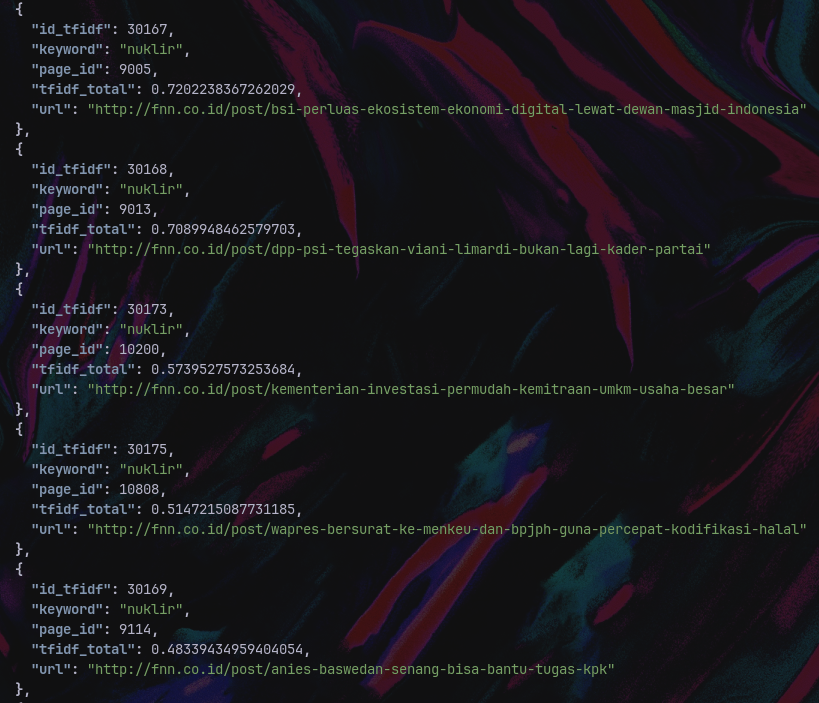 {
"id_tfidf": 30167,
"keyword": "nuklir",
"page_id": 9005,
"tfidf_total": 0.7202238367262029,
"url": "http://fnn.co.id/post/bsi-perluas-ekosistem-ekonomi-digital-lewat-dewan-masjid-indonesia"
},
{
"id_tfidf": 30168,
"keyword": "nuklir",
"page_id": 9013,
"tfidf_total": 0.7089948462579703,
"url": "http://fnn.co.id/post/dpp-psi-tegaskan-viani-limardi-bukan-lagi-kader-partai"
},
{
"id_tfidf": 30173,
"keyword": "nuklir",
"page_id": 10200,
"tfidf_total": 0.5739527573253684,
"url": "http://fnn.co.id/post/kementerian-investasi-permudah-kemitraan-umkm-usaha-besar"
},
{
"id_tfidf": 30175,
"keyword": "nuklir",
"page_id": 10808,
"tfidf_total": 0.5147215087731185,
"url": "http://fnn.co.id/post/wapres-bersurat-ke-menkeu-dan-bpjph-guna-percepat-kodifikasi-halal"
},
{
"id_tfidf": 30169,
"keyword": "nuklir",
"page_id": 9114,
"tfidf_total": 0.48339434959404054,
"url": "http://fnn.co.id/post/anies-baswedan-senang-bisa-bantu-tugas-kpk"
},